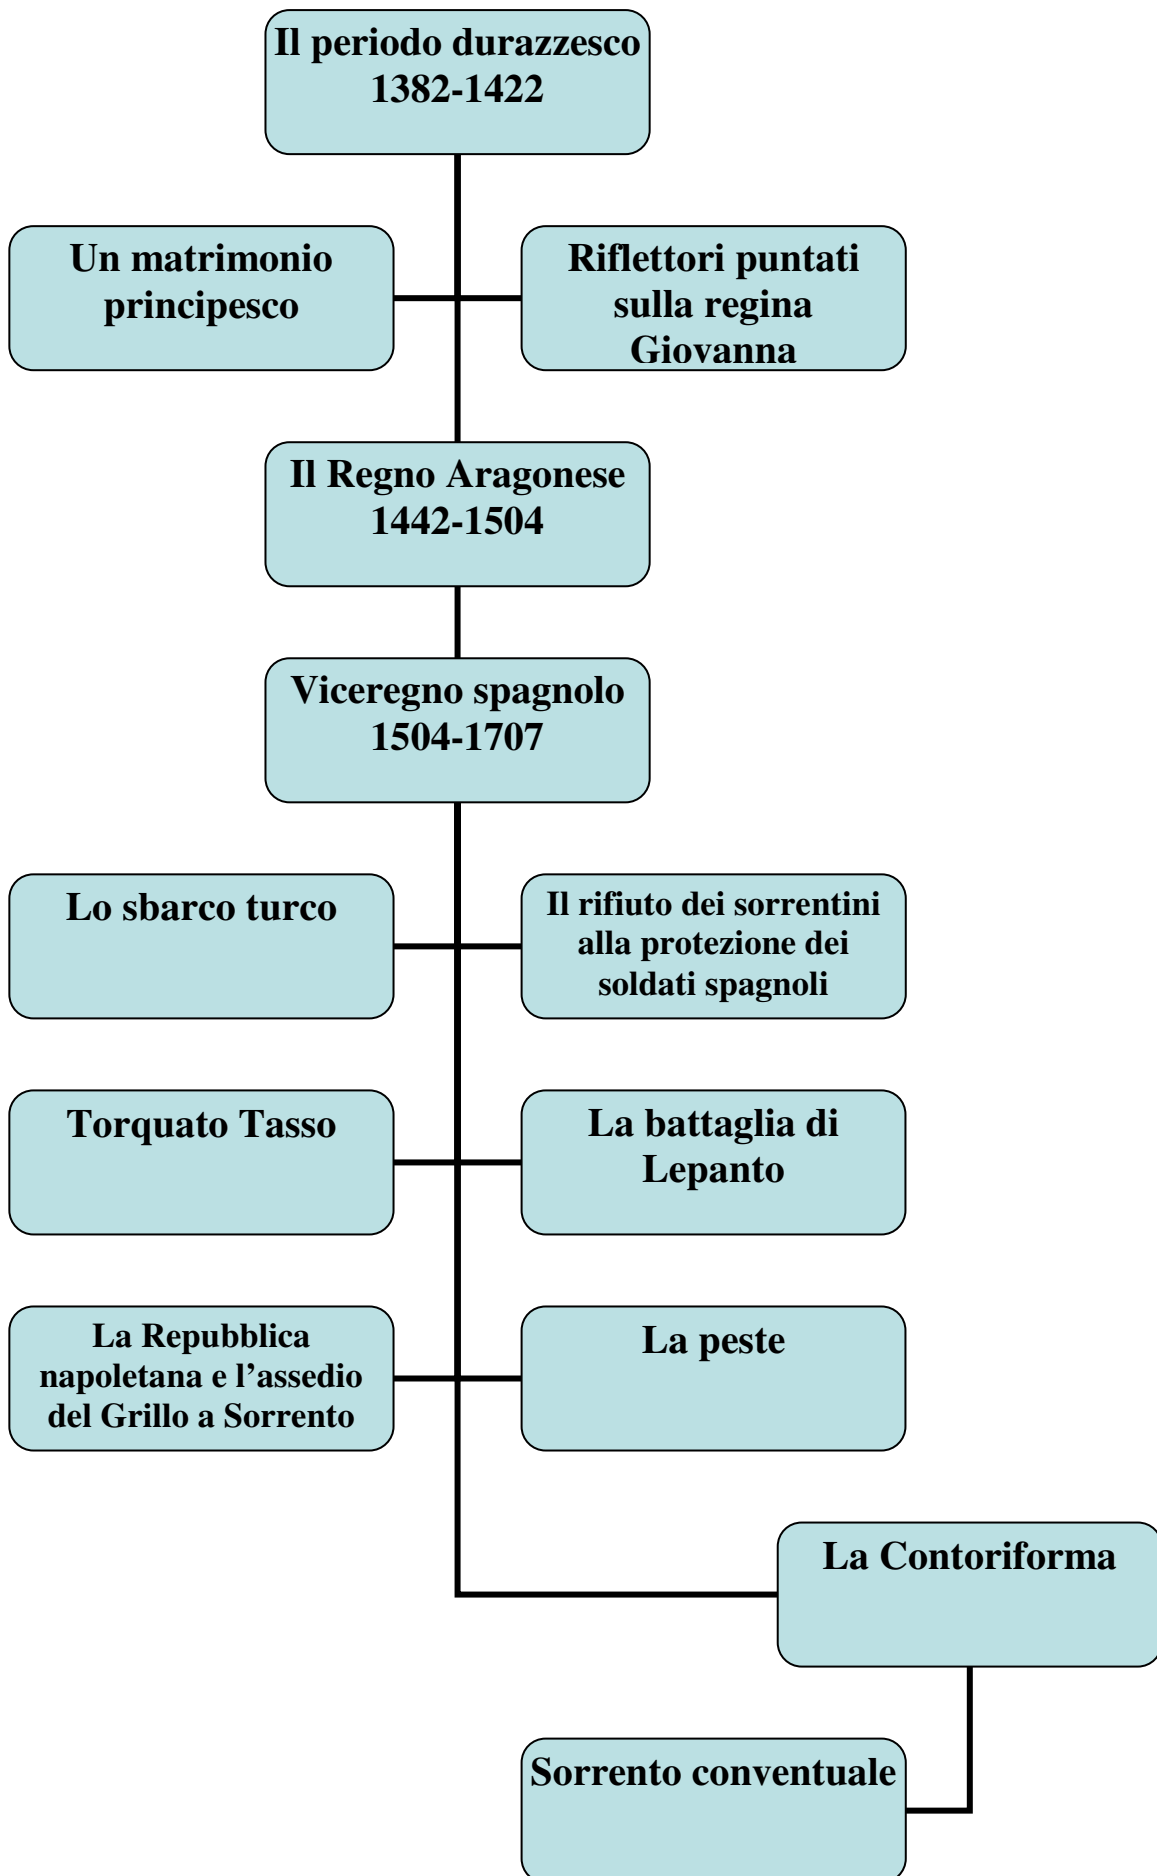 Il periodo durazzesco
1382-1422
Un matrimonio
principesco
Riflettori puntati
sulla regina
Giovanna
Il Regno Aragonese
1442-1504
Viceregno spagnolo
1504-1707
Lo sbarco turco
Il rifiuto dei sorrentini
alla protezione dei
soldati spagnoli
Torquato Tasso
La battaglia di
Lepanto
La Repubblica
napoletana e l’assedio
del Grillo a Sorrento
La peste
La Contoriforma
Sorrento conventuale